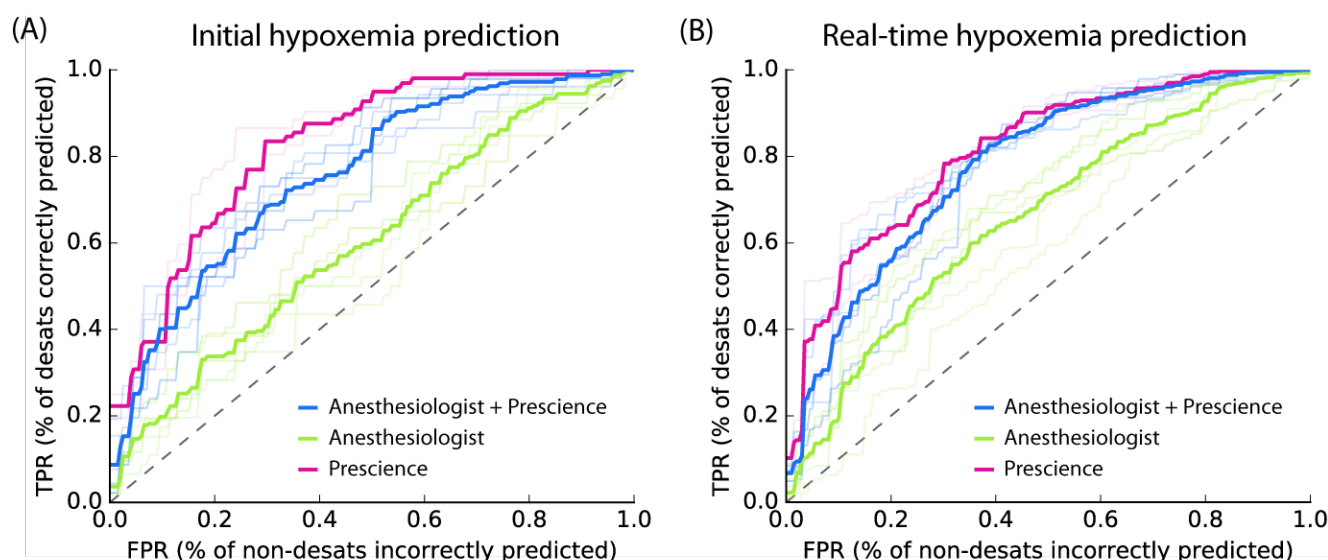 (A)
Initial hypoxemia prediction
1.0
0.8
0.6
0.4
0.2
0.0
TPR (% of desats correctly predicted)
Anesthesiologist + Prescience
Anesthesiologist
Prescience
0.0 0.2 0.4 0.6 0.8 1.0
FPR (% of non-desats incorrectly predicted)
(B)
Real-time hypoxemia prediction
1.0
0.8
0.6
0.4
0.2
0.0
TPR (% of desats correctly predicted)
Anesthesiologist + Prescience
Anesthesiologist
Prescience
0.0 0.2 0.4 0.6 0.8 1.0
FPR (% of non-desats incorrectly predicted)